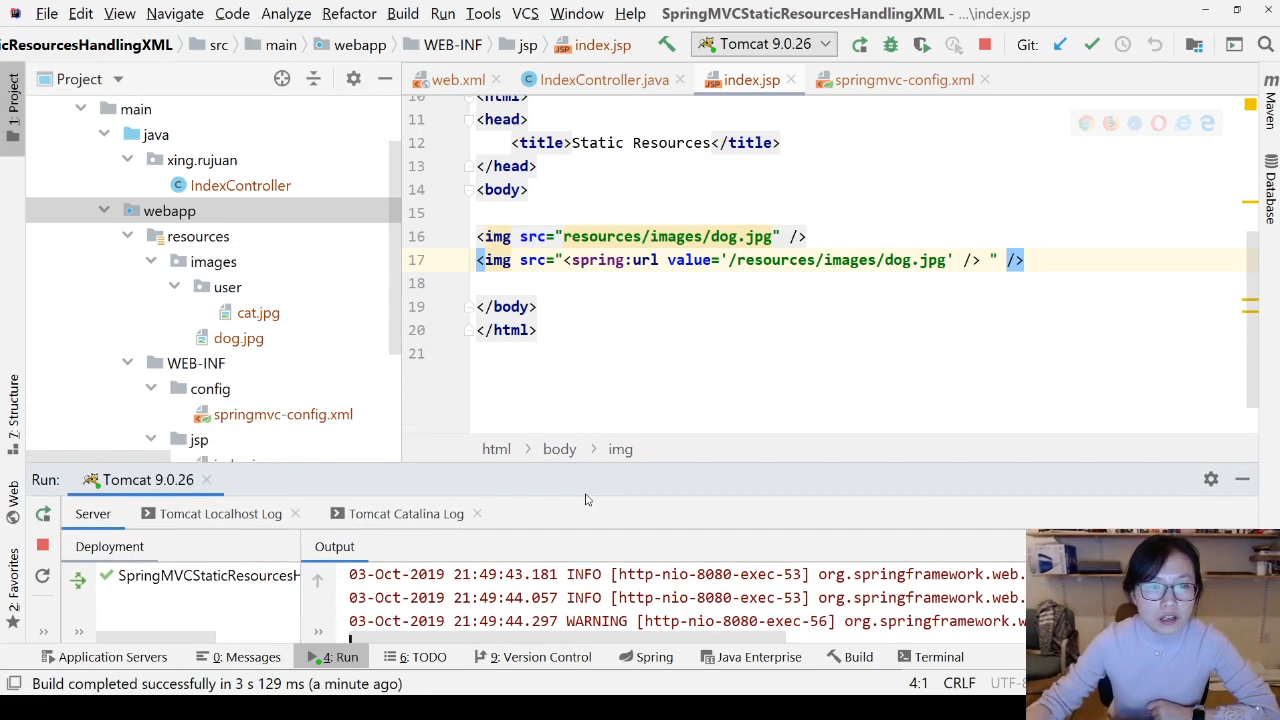 File Edit View Navigate Code Analyze Refactor Build Run Tools VCS Window Help SpringMVCStaticResourcesHandlingXML - ...\index.jsp
icResourcesHandlingXML src main webapp WEB-INF jsp index.jsp Tomcat 9.0.26 Git:
Project web.xml IndexController.java index.jsp springmvc-config.xml
1: Project
7: Structure
Web
2: Favorites
Maven
Database
main
java
xing.rujuan
IndexController
webapp
resources
images
user
cat.jpg
dog.jpg
WEB-INF
config
springmvc-config.xml
jsp
10 <html>
11 <head>
12 <title>Static Resources</title>
13 </head>
14 <body>
15
16 <img src="resources/images/dog.jpg" />
17 <img src="<spring:url value='/resources/images/dog.jpg' /> " />
18
19 </body>
20 </html>
21
html body img
Run: Tomcat 9.0.26
Server Tomcat Localhost Log Tomcat Catalina Log
Deployment Output
SpringMVCStaticResourcesH
03-Oct-2019 21:49:43.181 INFO [http-nio-8080-exec-53] org.springframework.web.
03-Oct-2019 21:49:44.057 INFO [http-nio-8080-exec-53] org.springframework.web.
03-Oct-2019 21:49:44.297 WARNING [http-nio-8080-exec-56] org.springframework.w
Application Servers 0: Messages 4: Run 6: TODO 9: Version Control Spring Java Enterprise Build Terminal
Build completed successfully in 3 s 129 ms (a minute ago) 4:1 CRLF UTF-8